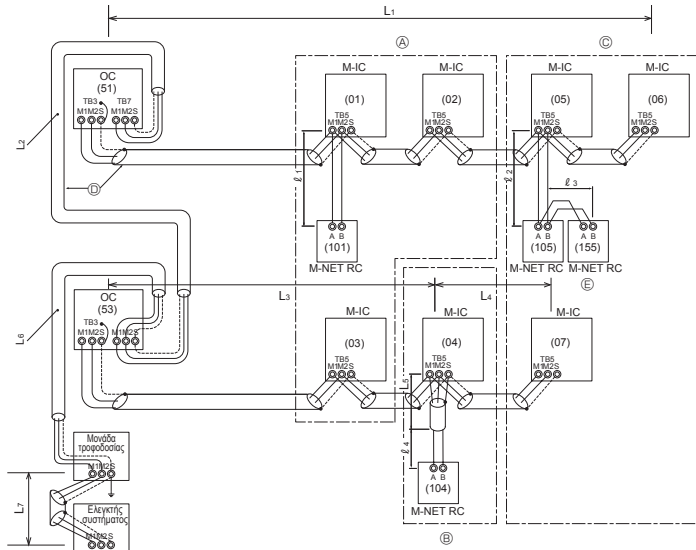 L₁
Ⓐ
Ⓒ
M-IC
M-IC
M-IC
M-IC
OC
(51)
TB3
TB7
M1M2S
M1M2S
(01)
TB5
M1M2S
(02)
TB5
M1M2S
(05)
TB5
M1M2S
(06)
TB5
M1M2S
L₂
Ⓓ
ℓ₁
ℓ₂
ℓ₃
A B
(101)
M-NET RC
A B
(105)
M-NET RC
A B
(155)
M-NET RC
Ⓔ
L₃
L₄
M-IC
M-IC
M-IC
OC
(53)
TB3
M1M2S
M1M2S
(03)
TB5
M1M2S
(04)
TB5
M1M2S
(07)
TB5
M1M2S
L₆
L₅
ℓ₄
A B
(104)
M-NET RC
Ⓑ
Μονάδα
τροφοδοσίας
M1M2S
L₇
Ελεγκτής
συστήματος
M1M2S